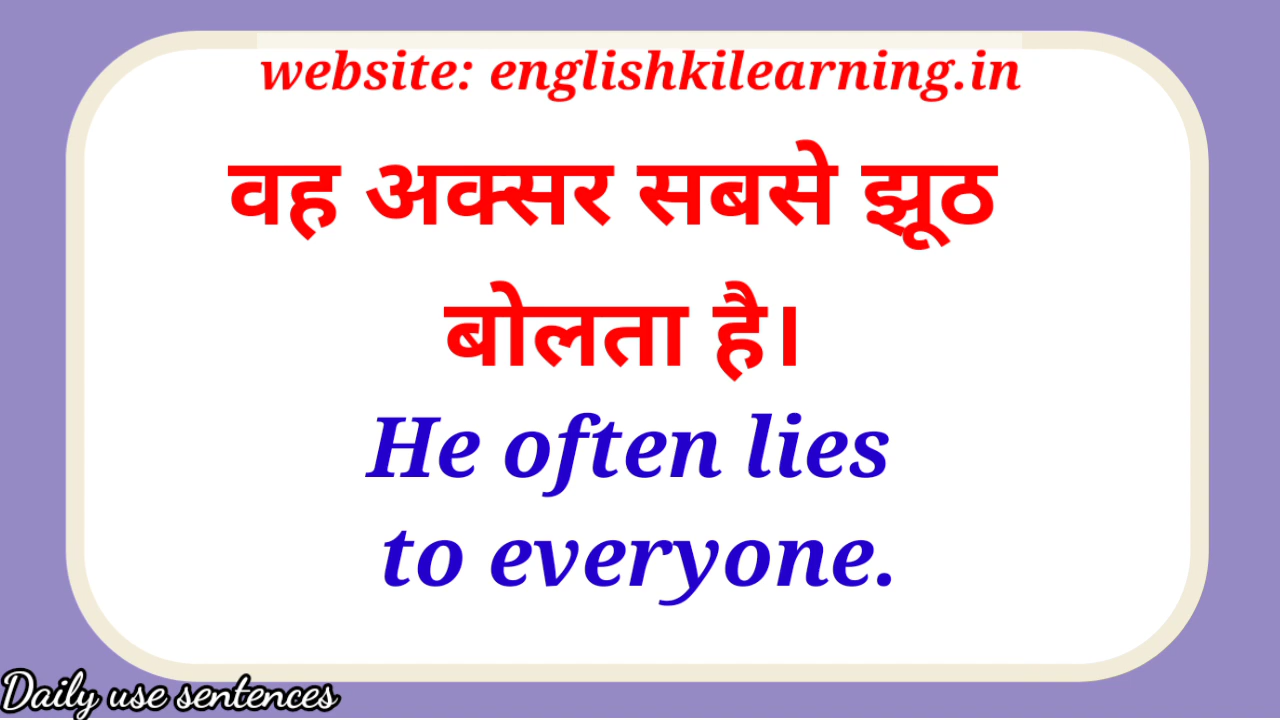 website: englishkilearning.in
वह अक्सर सबसे झूठ
बोलता है।
He often lies
to everyone.
Daily use sentences